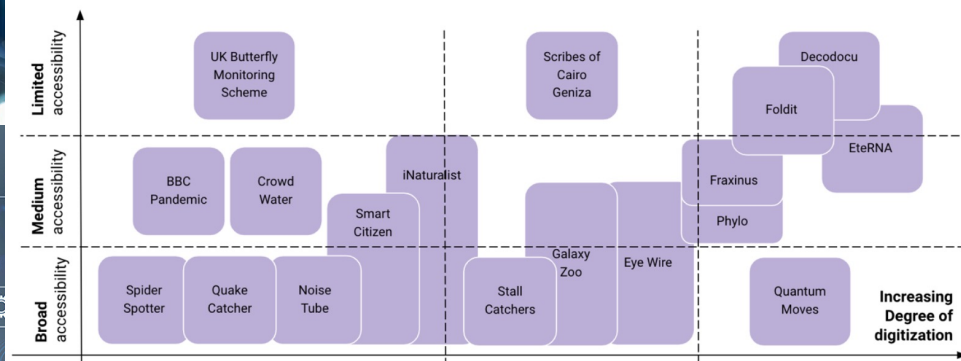 Limited
accessibility
UK Butterfly
Monitoring
Scheme
Scribes of
Cairo
Geniza
Decodocu
Foldit
EteRNA
Medium
accessibility
BBC
Pandemic
Crowd
Water
iNaturalist
Smart
Citizen
Fraxinus
Phylo
Broad
accessibility
Spider
Spotter
Quake
Catcher
Noise
Tube
Stall
Catchers
Galaxy
Zoo
Eye Wire
Quantum
Moves
Increasing
Degree of
digitization